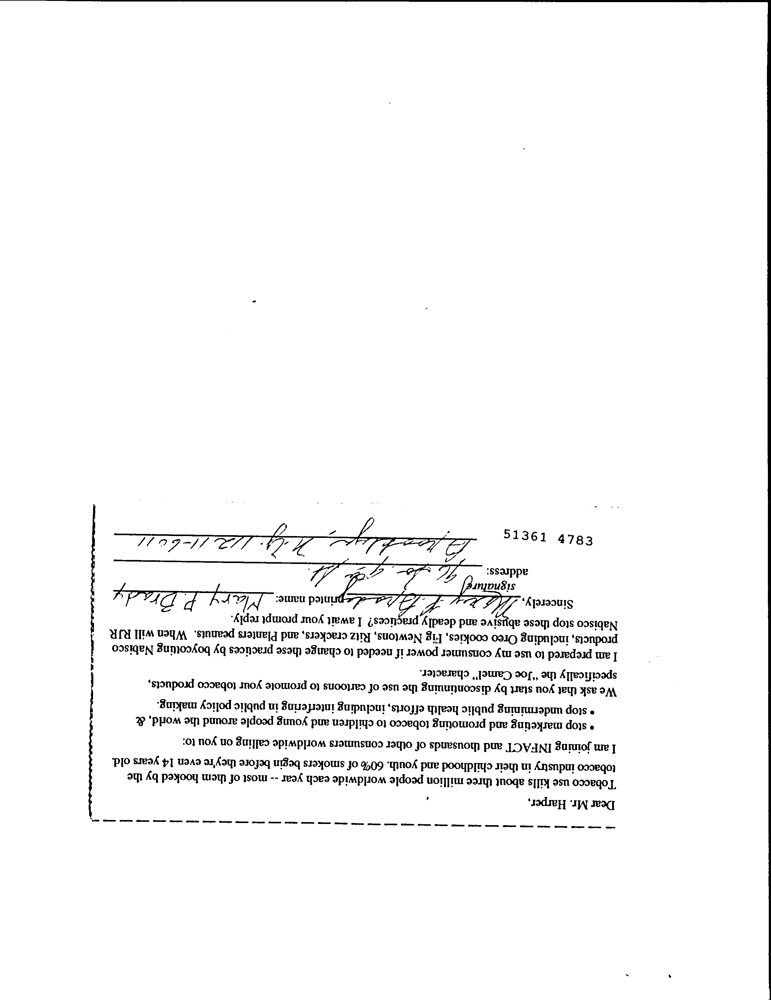 Dear Mr. Harper,
Tobacco use kills about three million people worldwide each year -- most of them hooked by the
tobacco industry in their childhood and youth. 60% of smokers begin before they're even 14 years old.
I am joining INFACT and thousands of other consumers worldwide calling on you to:
• stop marketing and promoting tobacco to children and young people around the world, &
• stop undermining public health efforts, including interfering in public policy making.
We ask that you start by discontinuing the use of cartoons to promote your tobacco products,
specifically the "Joe Camel" character.
I am prepared to use my consumer power if needed to change these practices by boycotting Nabisco
products, including Oreo cookies, Fig Newtons, Ritz crackers, and Planters peanuts. When will RJR
Nabisco stop these abusive and deadly practices? I await your prompt reply.
Sincerely, Mary P. Brady printed name: Mary P. Brady
signature
address:
Brooklyn, N.Y. 11211-6011
51361 4783